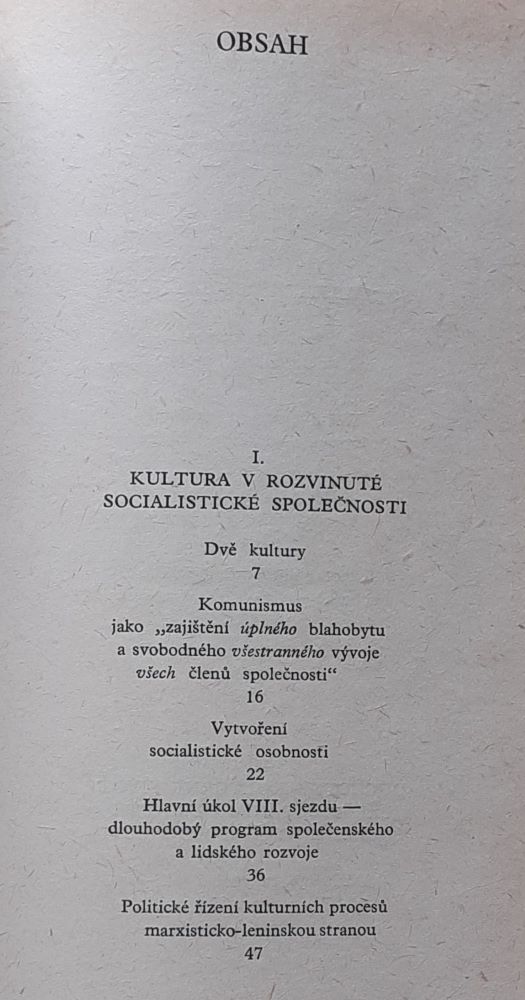 OBSAH
I.
KULTURA V ROZVINUTÉ
SOCIALISTICKÉ SPOLEČNOSTI
Dvě kultury
7
Komunismus
jako „zajištění úplného blahobytu
a svobodného všestranného vývoje
všech členů společnosti“
16
Vytvoření
socialistické osobnosti
22
Hlavní úkol VIII. sjezdu —
dlouhodobý program společenského
a lidského rozvoje
36
Politické řízení kulturních procesů
marxisticko-leninskou stranou
47